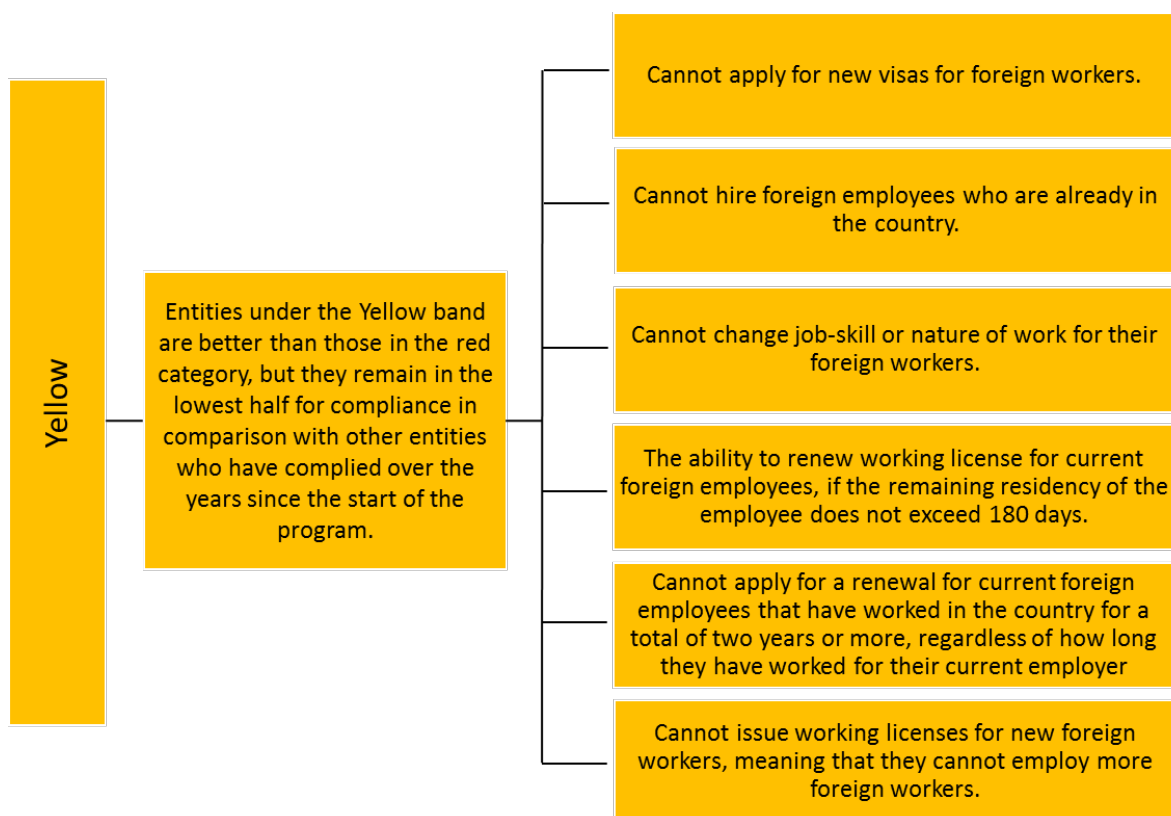 Yellow
Entities under the Yellow band
are better than those in the red
category, but they remain in the
lowest half for compliance in
comparison with other entities
who have complied over the
years since the start of the
program.
Cannot apply for new visas for foreign workers.
Cannot hire foreign employees who are already in
the country.
Cannot change job-skill or nature of work for their
foreign workers.
The ability to renew working license for current
foreign employees, if the remaining residency of the
employee does not exceed 180 days.
Cannot apply for a renewal for current foreign
employees that have worked in the country for a
total of two years or more, regardless of how long
they have worked for their current employer
Cannot issue working licenses for new foreign
workers, meaning that they cannot employ more
foreign workers.